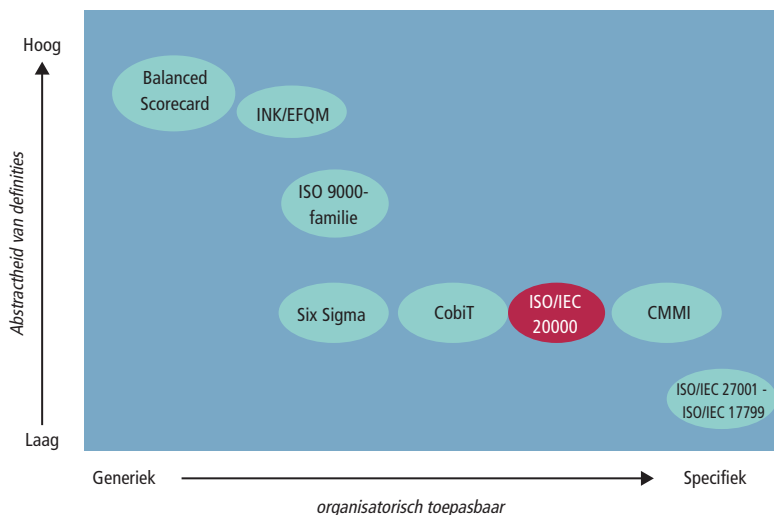 Hoog
Abstractheid van definities
Laag
Balanced
Scorecard
INK/EFQM
ISO 9000-
familie
Six Sigma
CobiT
ISO/IEC
20000
CMMI
ISO/IEC 27001 -
ISO/IEC 17799
Generiek
Specifiek
organisatorisch toepasbaar